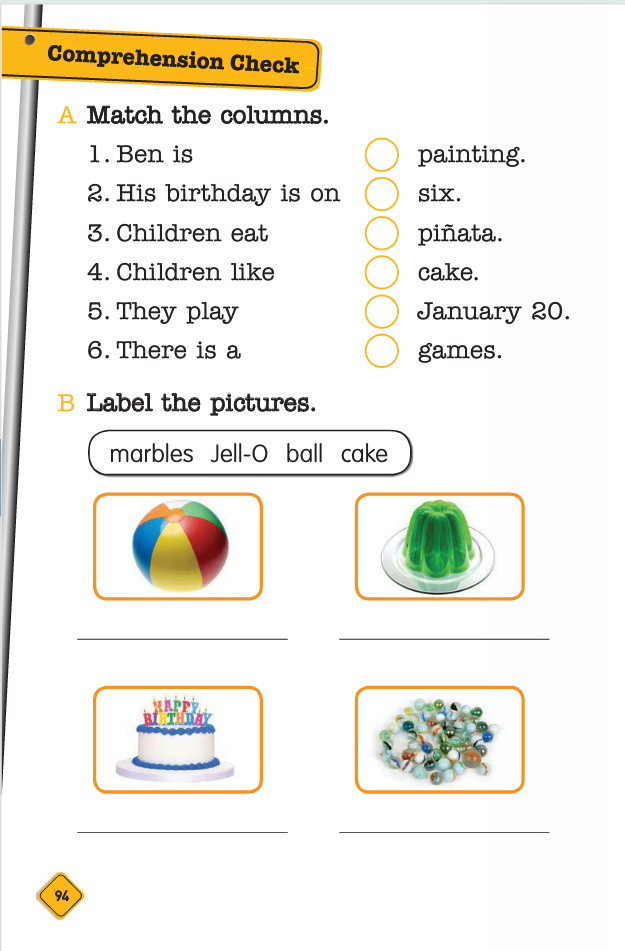 Comprehension Check
A Match the columns.
1. Ben is painting.
2. His birthday is on six.
3. Children eat piñata.
4. Children like cake.
5. They play January 20.
6. There is a games.
B Label the pictures.
marbles Jell-O ball cake
HAPPY
BIRTHDAY
94